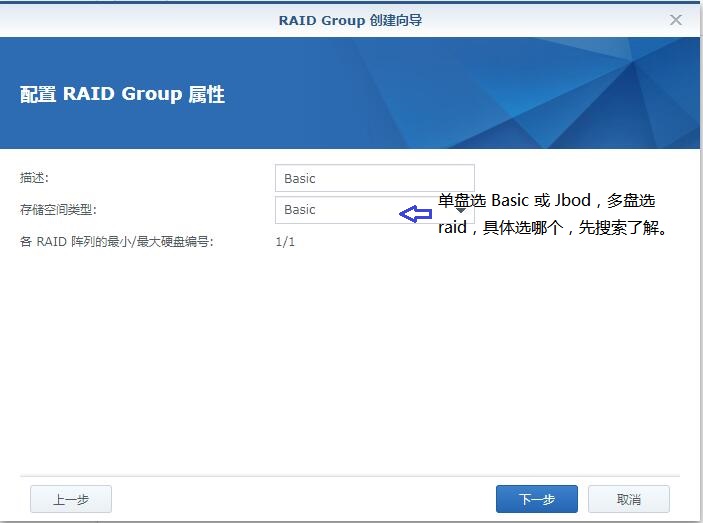 RAID Group 创建向导
配置 RAID Group 属性
描述:
Basic
存储空间类型:
Basic
单盘选 Basic 或 Jbod，多盘选
raid，具体选哪个，先搜索了解。
各 RAID 阵列的最小/最大硬盘编号:
1/1
上一步
下一步
取消